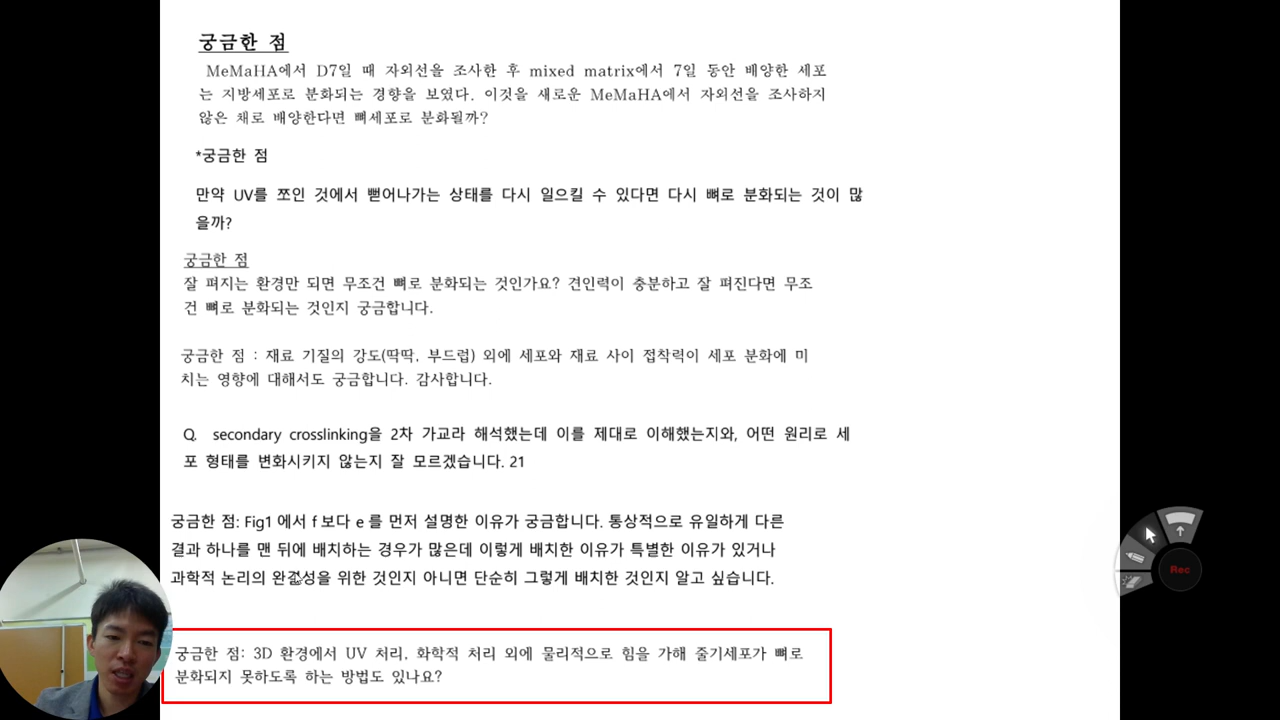 궁금한 점
MeMaHA에서 D7일 때 자외선을 조사한 후 mixed matrix에서 7일 동안 배양한 세포
는 지방세포로 분화되는 경향을 보였다. 이것을 새로운 MeMaHA에서 자외선을 조사하지
않은 채로 배양한다면 뼈세포로 분화될까?
*궁금한 점
만약 UV를 쪼인 것에서 뻗어나가는 상태를 다시 일으킬 수 있다면 다시 뼈로 분화되는 것이 많
을까?
궁금한 점
잘 펴지는 환경만 되면 무조건 뼈로 분화되는 것인가요? 견인력이 충분하고 잘 펴진다면 무조
건 뼈로 분화되는 것인지 궁금합니다.
궁금한 점 : 재료 기질의 강도(딱딱, 부드럽) 외에 세포와 재료 사이 접착력이 세포 분화에 미
치는 영향에 대해서도 궁금합니다. 감사합니다.
Q. secondary crosslinking을 2차 가교라 해석했는데 이를 제대로 이해했는지와, 어떤 원리로 세
포 형태를 변화시키지 않는지 잘 모르겠습니다. 21
궁금한 점: Fig1 에서 f 보다 e 를 먼저 설명한 이유가 궁금합니다. 통상적으로 유일하게 다른
결과 하나를 맨 뒤에 배치하는 경우가 많은데 이렇게 배치한 이유가 특별한 이유가 있거나
과학적 논리의 완결성을 위한 것인지 아니면 단순히 그렇게 배치한 것인지 알고 싶습니다.
궁금한 점: 3D 환경에서 UV 처리, 화학적 처리 외에 물리적으로 힘을 가해 줄기세포가 뼈로
분화되지 못하도록 하는 방법도 있나요?
Rec